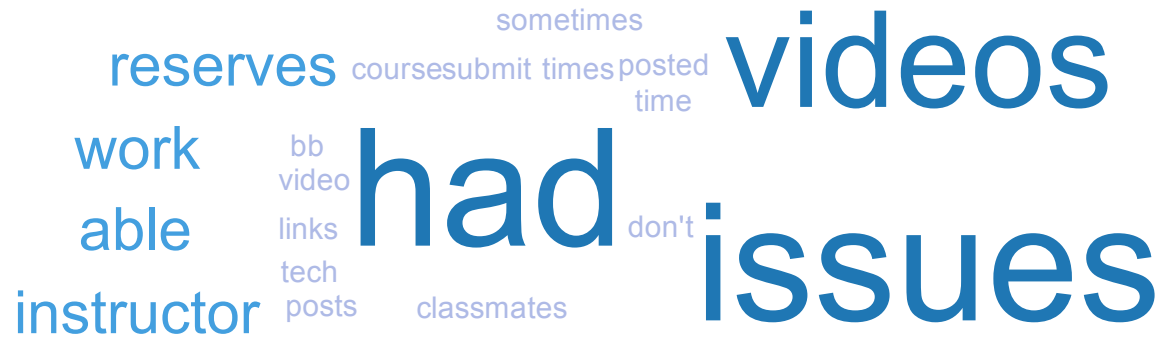 sometimes
reserves coursesubmit times posted videos
time
work bb had
video
able links don't issues
tech
instructor posts classmates